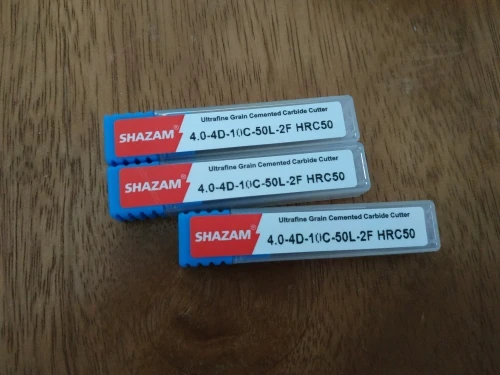 SHAZAM®
Ultrafine Grain Cemented Carbide Cutter
4.0-4D-10C-50L-2F HRC50
SHAZAM®
Ultrafine Grain Cemented Carbide Cutter
4.0-4D-10C-50L-2F HRC50
SHAZAM®
Ultrafine Grain Cemented Carbide Cutter
4.0-4D-10C-50L-2F HRC50